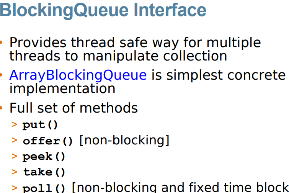 BlockingQueue Interface
• Provides thread safe way for multiple
threads to manipulate collection
• ArrayBlockingQueue is simplest concrete
implementation
• Full set of methods
> put()
> offer() [non-blocking]
> peek()
> take()
> poll() [non-blocking and fixed time block